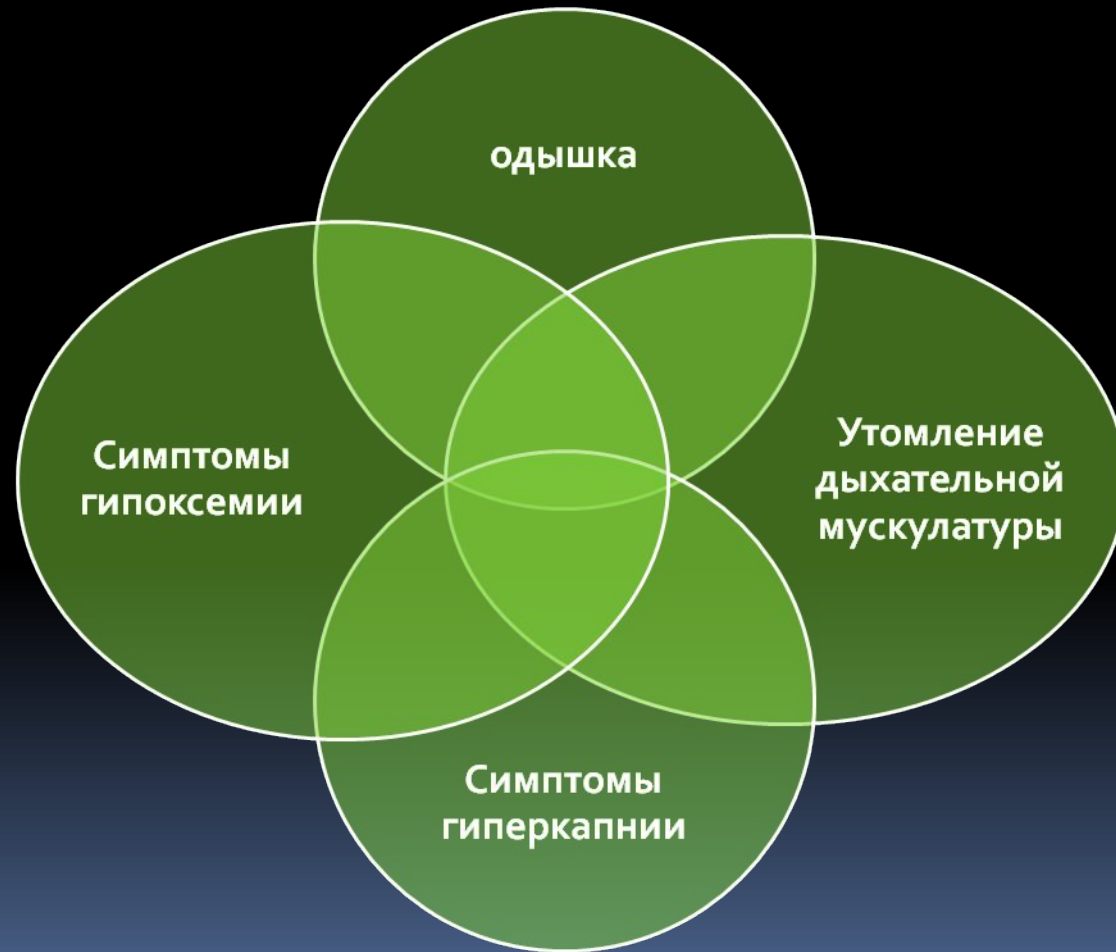 одышка
Симптомы
гипоксемии
Утомление
дыхательной
мускулатуры
Симптомы
гиперкапнии